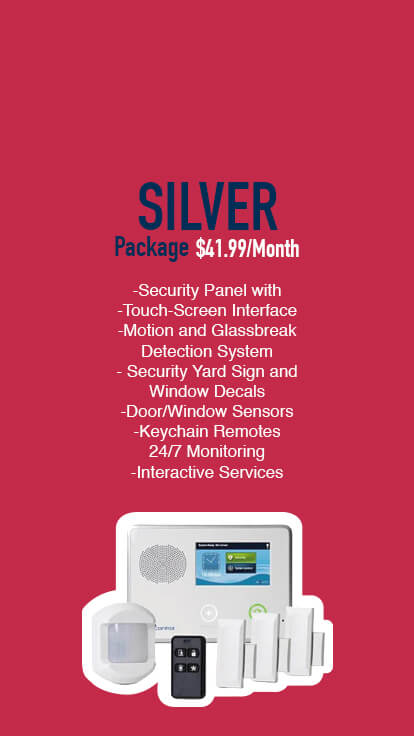 SILVER
Package $41.99/Month
-Security Panel with
-Touch-Screen Interface
-Motion and Glassbreak
Detection System
- Security Yard Sign and
Window Decals
-Door/Window Sensors
-Keychain Remotes
24/7 Monitoring
-Interactive Services